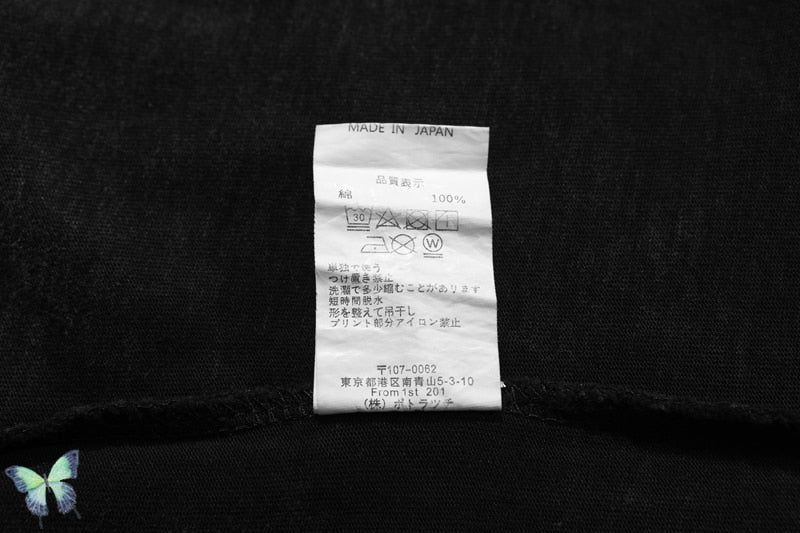 MADE IN JAPAN
品質表示
綿 100%
30
W
単独で洗う
つけ置き禁止
洗濯で多少縮むことがあります
短時間脱水
形を整えて吊干し
プリント部分アイロン禁止
〒107-0062
東京都港区南青山5-3-10
From1st 201
(株) ポトラッチ